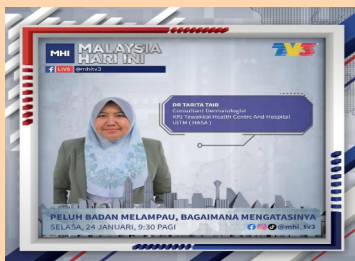 MHI
MALAYSIA
HARI INI
LIVE @mhitv3
TV3
DR TARITA TAIB
Consultant Dermatologist
KPJ Tawakkal Health Centre And Hospital
UiTM ( HASA )
PELUH BADAN MELAMPAU, BAGAIMANA MENGATASINYA
SELASA, 24 JANUARI, 9:30 PAGI
@mhi_tv3